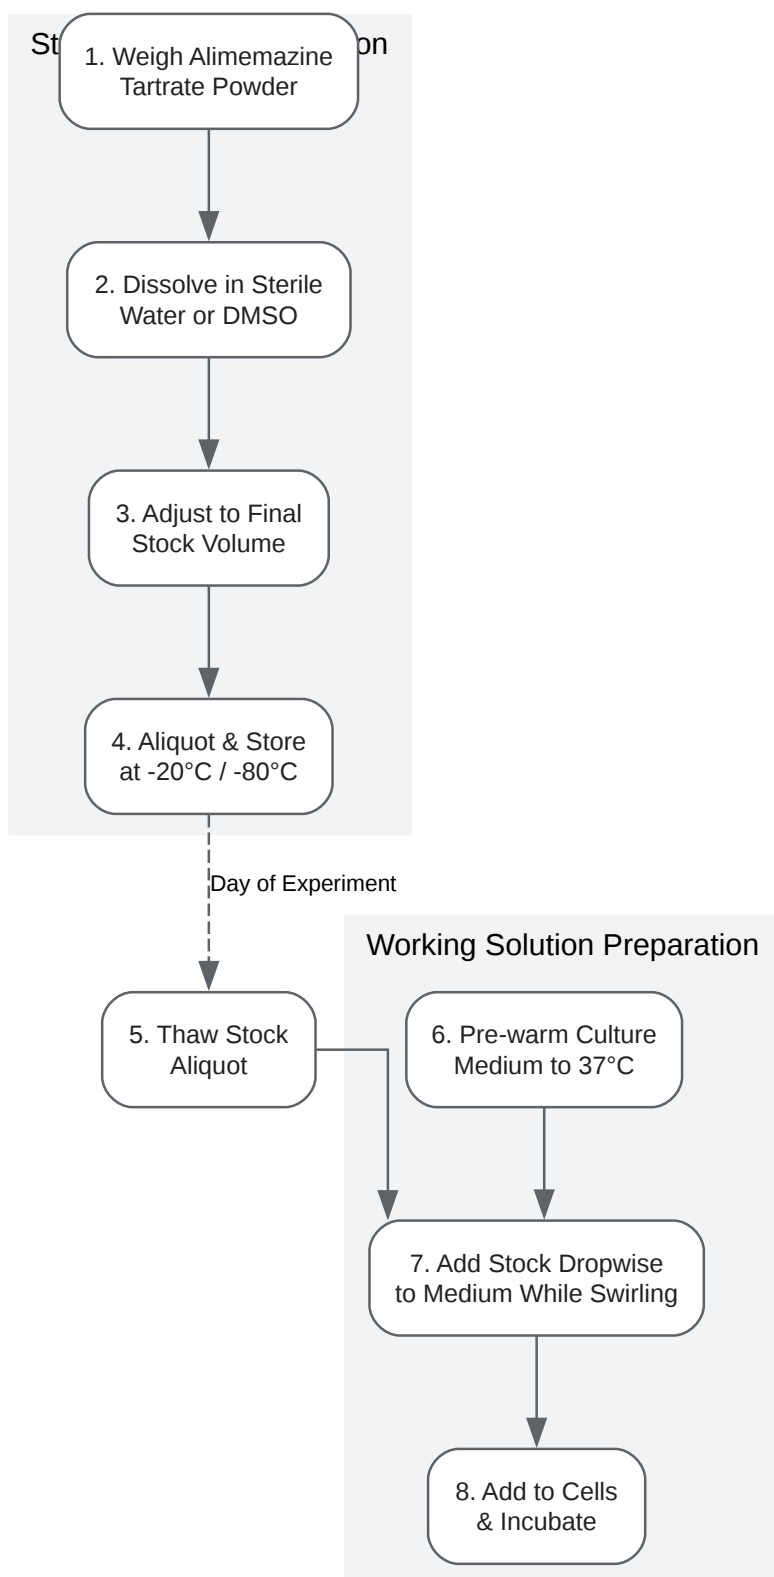 1. Weigh Alimemazine
Tartrate Powder
2. Dissolve in Sterile
Water or DMSO
3. Adjust to Final
Stock Volume
4. Aliquot & Store
at -20°C / -80°C
Day of Experiment
Working Solution Preparation
5. Thaw Stock
Aliquot
6. Pre-warm Culture
Medium to 37°C
7. Add Stock Dropwise
to Medium While Swirling
8. Add to Cells
& Incubate